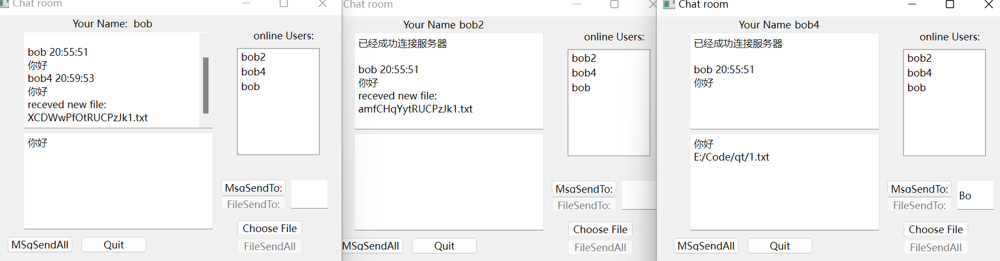 Chat room
Your Name: bob
online Users:
bob 20:55:51
你好
bob4 20:59:53
你好
receved new file:
XCDWwPfOtRUCPzJk1.txt
bob2
bob4
bob
你好
MsgSendTo:
FileSendTo:
Choose File
FileSendAll
MSgSendAll
Quit
Chat room
Your Name bob2
online Users:
已经成功连接服务器
bob 20:55:51
你好
receved new file:
amfCHqYytRUCPzJk1.txt
bob2
bob4
bob
MsgSendTo:
FileSendTo:
Choose File
FileSendAll
MSgSendAll
Quit
Chat room
Your Name bob4
online Users:
已经成功连接服务器
bob 20:55:51
你好
bob2
bob4
bob
你好
E:/Code/qt/1.txt
MsgSendTo:
FileSendTo:
Bo
Choose File
FileSendAll
MSgSendAll
Quit